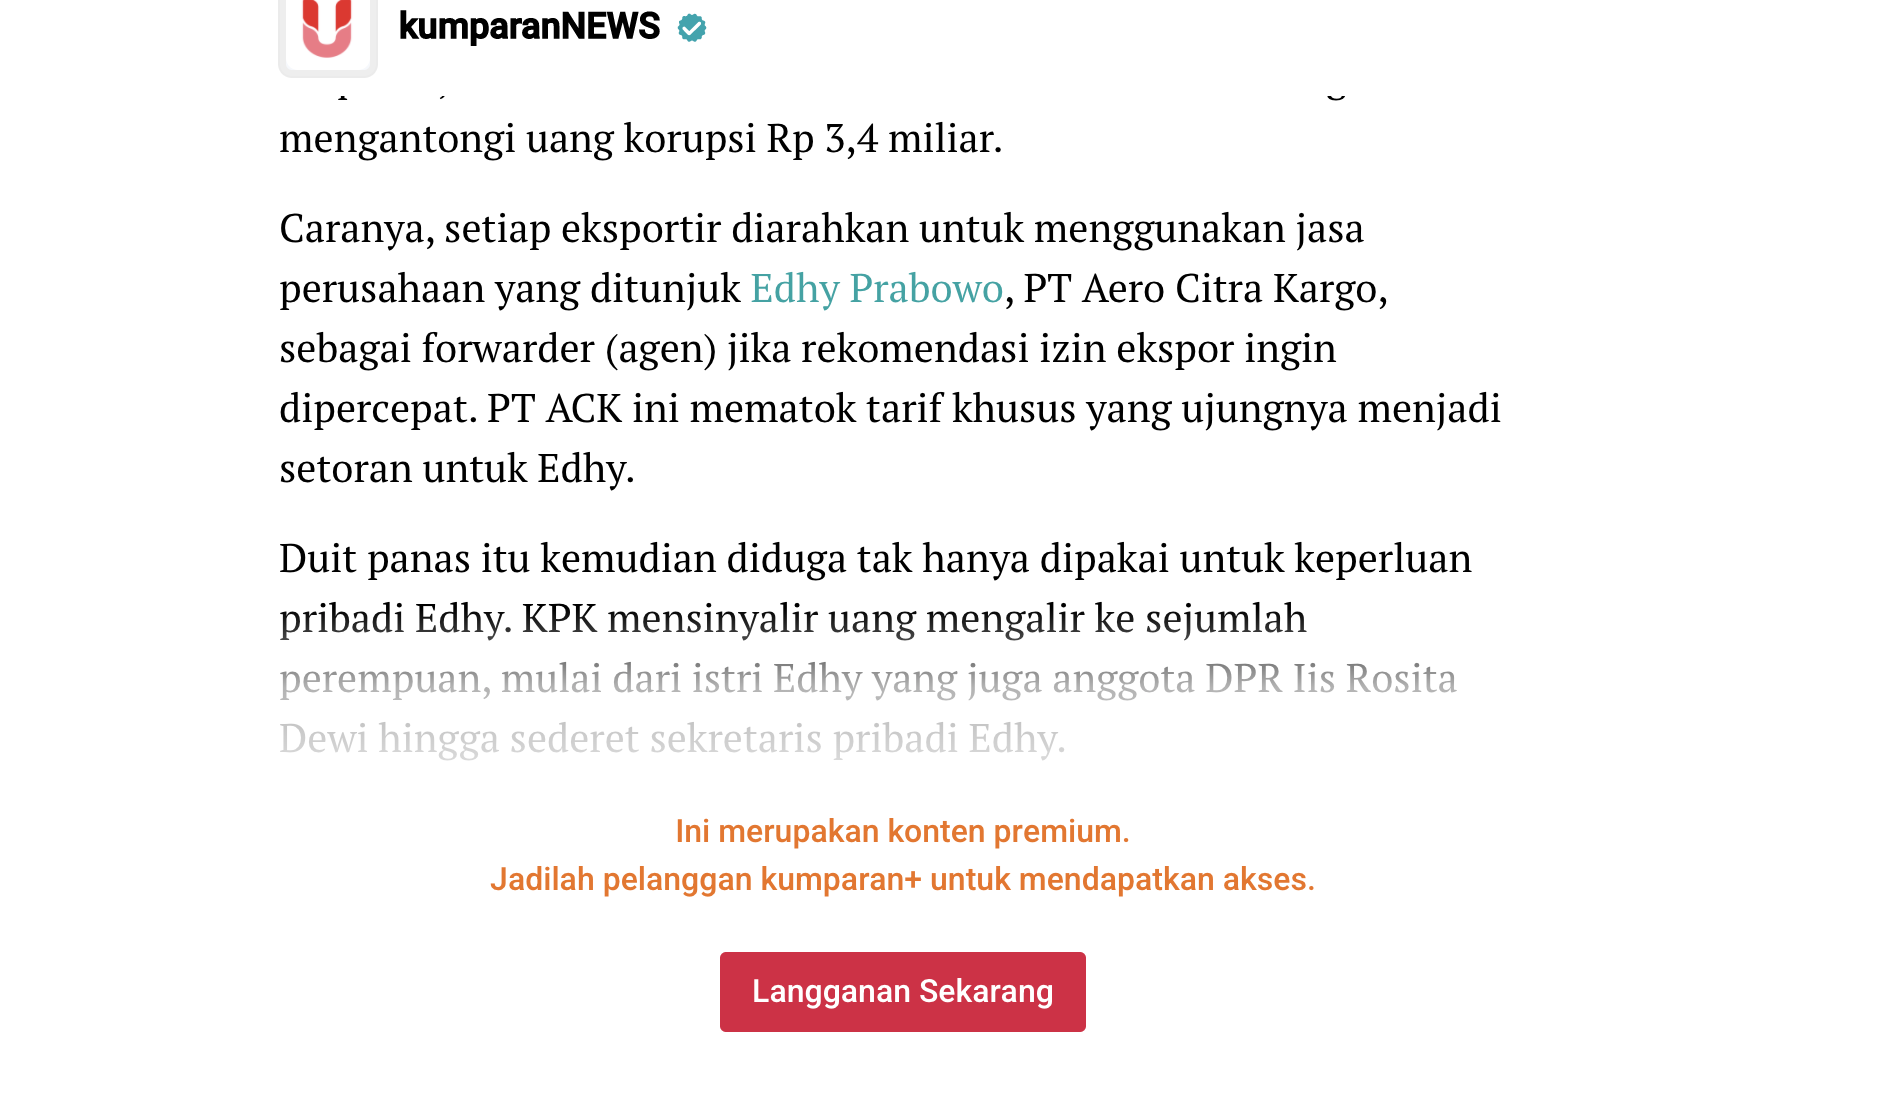 kumparanNEWS
mengantongi uang korupsi Rp 3,4 miliar.
Caranya, setiap eksportir diarahkan untuk menggunakan jasa
perusahaan yang ditunjuk Edhy Prabowo, PT Aero Citra Kargo,
sebagai forwarder (agen) jika rekomendasi izin ekspor ingin
dipercepat. PT ACK ini mematok tarif khusus yang ujungnya menjadi
setoran untuk Edhy.
Duit panas itu kemudian diduga tak hanya dipakai untuk keperluan
pribadi Edhy. KPK mensinyalir uang mengalir ke sejumlah
perempuan, mulai dari istri Edhy yang juga anggota DPR Iis Rosita
Dewi hingga sederet sekretaris pribadi Edhy.
Ini merupakan konten premium.
Jadilah pelanggan kumparan+ untuk mendapatkan akses.
Langganan Sekarang